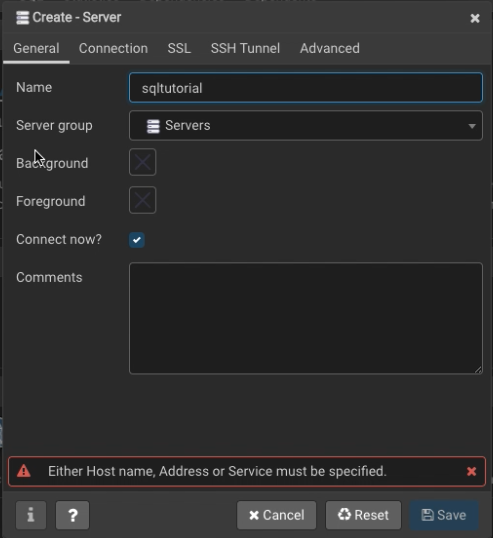 Create - Server
General Connection SSL SSH Tunnel Advanced
Name sqltutorial
Server group Servers
Background
Foreground
Connect now?
Comments
Either Host name, Address or Service must be specified.
i ? Cancel Reset Save